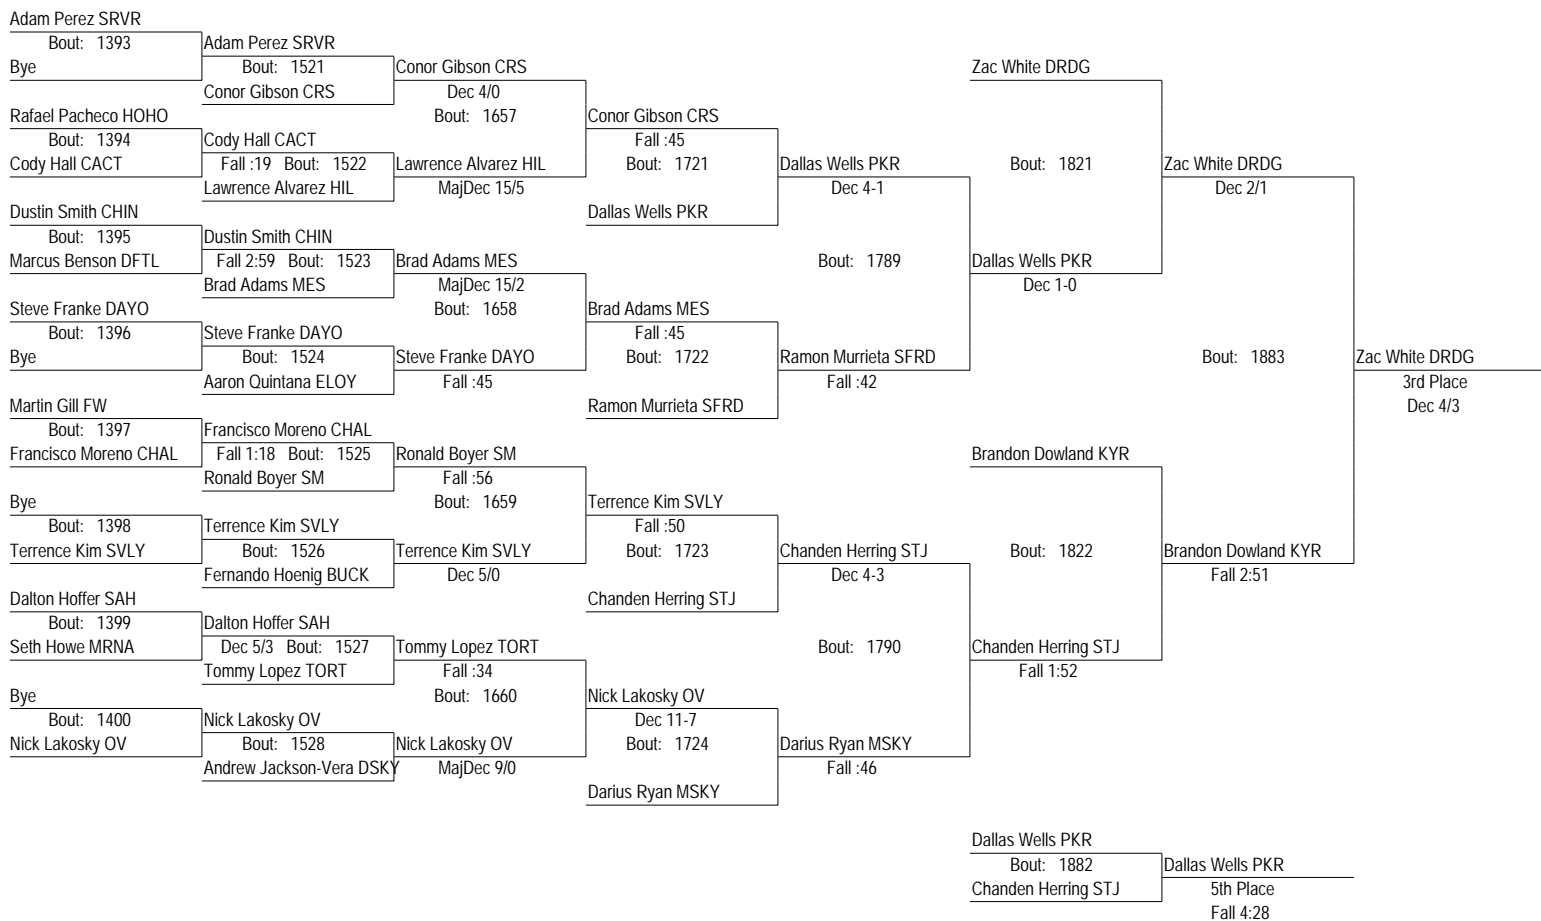 Adam Perez SRVR
Bout: 1393
Bye
Rafael Pacheco HOHO
Bout: 1394
Cody Hall CACT
Dustin Smith CHIN
Bout: 1395
Marcus Benson DFTL
Steve Franke DAYO
Bout: 1396
Bye
Martin Gill FW
Bout: 1397
Francisco Moreno CHAL
Bye
Bout: 1398
Terrence Kim SVLY
Dalton Hoffer SAH
Bout: 1399
Seth Howe MRNA
Bye
Bout: 1400
Nick Lakosky OV
Adam Perez SRVR
Bout: 1521
Conor Gibson CRS
Cody Hall CACT
Fall :19 Bout: 1522
Lawrence Alvarez HIL
Dustin Smith CHIN
Fall 2:59 Bout: 1523
Brad Adams MES
Steve Franke DAYO
Bout: 1524
Aaron Quintana ELOY
Francisco Moreno CHAL
Fall 1:18 Bout: 1525
Ronald Boyer SM
Terrence Kim SVLY
Bout: 1526
Fernando Hoenig BUCK
Dalton Hoffer SAH
Dec 5/3 Bout: 1527
Tommy Lopez TORT
Nick Lakosky OV
Bout: 1528
Andrew Jackson-Vera DSKY
Conor Gibson CRS
Dec 4/0
Bout: 1657
Lawrence Alvarez HIL
MajDec 15/5
Brad Adams MES
MajDec 15/2
Bout: 1658
Steve Franke DAYO
Fall :45
Ronald Boyer SM
Fall :56
Bout: 1659
Terrence Kim SVLY
Dec 5/0
Tommy Lopez TORT
Fall :34
Bout: 1660
Nick Lakosky OV
MajDec 9/0
Conor Gibson CRS
Fall :45
Bout: 1721
Dallas Wells PKR
Brad Adams MES
Fall :45
Bout: 1722
Ramon Murrieta SFRD
Terrence Kim SVLY
Fall :50
Bout: 1723
Chanden Herring STJ
Nick Lakosky OV
Dec 11-7
Bout: 1724
Darius Ryan MSKY
Dallas Wells PKR
Dec 4-1
Bout: 1789
Ramon Murrieta SFRD
Fall :42
Chanden Herring STJ
Dec 4-3
Bout: 1790
Darius Ryan MSKY
Fall :46
Zac White DRDG
Bout: 1821
Dallas Wells PKR
Dec 1-0
Brandon Dowland KYR
Bout: 1822
Chanden Herring STJ
Fall 1:52
Zac White DRDG
Dec 2/1
Bout: 1883
Brandon Dowland KYR
Fall 2:51
Zac White DRDG
3rd Place
Dec 4/3
Dallas Wells PKR
Bout: 1882
Chanden Herring STJ
Dallas Wells PKR
5th Place
Fall 4:28